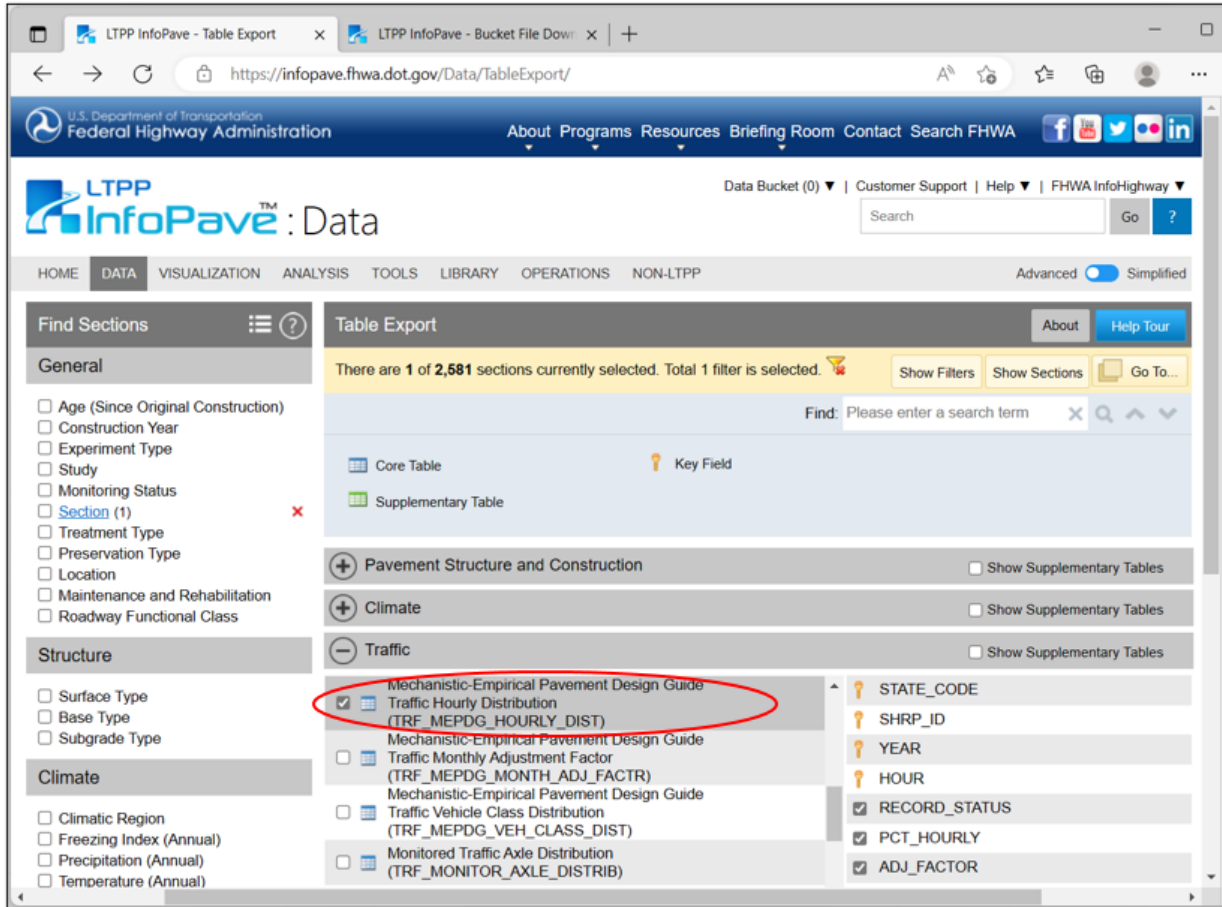 LTPP InfoPave - Table Export
LTPP InfoPave - Bucket File Down
https://infopave.fhwa.dot.gov/Data/TableExport/
U.S. Department of Transportation
Federal Highway Administration
About Programs Resources Briefing Room Contact Search FHWA
Data Bucket (0) ▼ | Customer Support | Help ▼ | FHWA InfoHighway ▼
LTPP
InfoPave™ : Data
Search
Go
?
HOME DATA VISUALIZATION ANALYSIS TOOLS LIBRARY OPERATIONS NON-LTPP
Advanced Simplified
Find Sections
General
Age (Since Original Construction)
Construction Year
Experiment Type
Study
Monitoring Status
Section (1)
Treatment Type
Preservation Type
Location
Maintenance and Rehabilitation
Roadway Functional Class
Structure
Surface Type
Base Type
Subgrade Type
Climate
Climatic Region
Freezing Index (Annual)
Precipitation (Annual)
Temperature (Annual)
Table Export
About
Help Tour
There are 1 of 2,581 sections currently selected. Total 1 filter is selected.
Show Filters
Show Sections
Go To...
Find: Please enter a search term
Core Table
Key Field
Supplementary Table
Pavement Structure and Construction
Show Supplementary Tables
Climate
Show Supplementary Tables
Traffic
Show Supplementary Tables
Mechanistic-Empirical Pavement Design Guide
Traffic Hourly Distribution
(TRF_MEPDG_HOURLY_DIST)
Mechanistic-Empirical Pavement Design Guide
Traffic Monthly Adjustment Factor
(TRF_MEPDG_MONTH_ADJ_FACTR)
Mechanistic-Empirical Pavement Design Guide
Traffic Vehicle Class Distribution
(TRF_MEPDG_VEH_CLASS_DIST)
Monitored Traffic Axle Distribution
(TRF_MONITOR_AXLE_DISTRIB)
STATE_CODE
SHRP_ID
YEAR
HOUR
RECORD_STATUS
PCT_HOURLY
ADJ_FACTOR